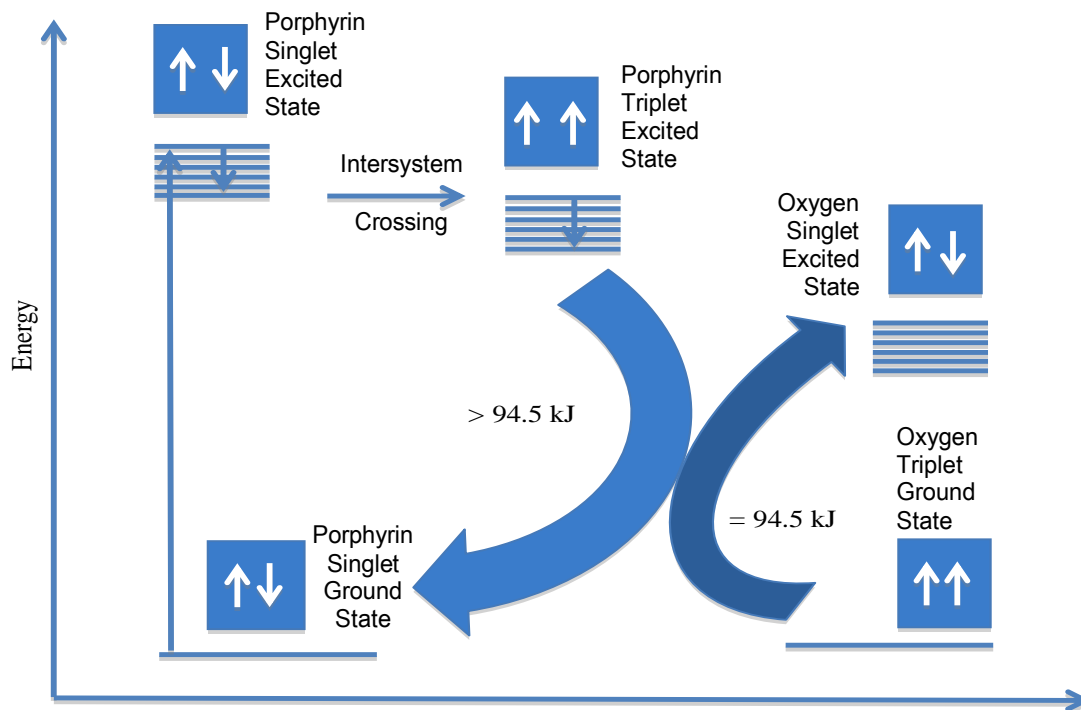 Porphyrin
Singlet
Excited
State
Porphyrin
Triplet
Excited
State
Intersystem
Crossing
Oxygen
Singlet
Excited
State
Energy
> 94.5 kJ
= 94.5 kJ
Oxygen
Triplet
Ground
State
Porphyrin
Singlet
Ground
State